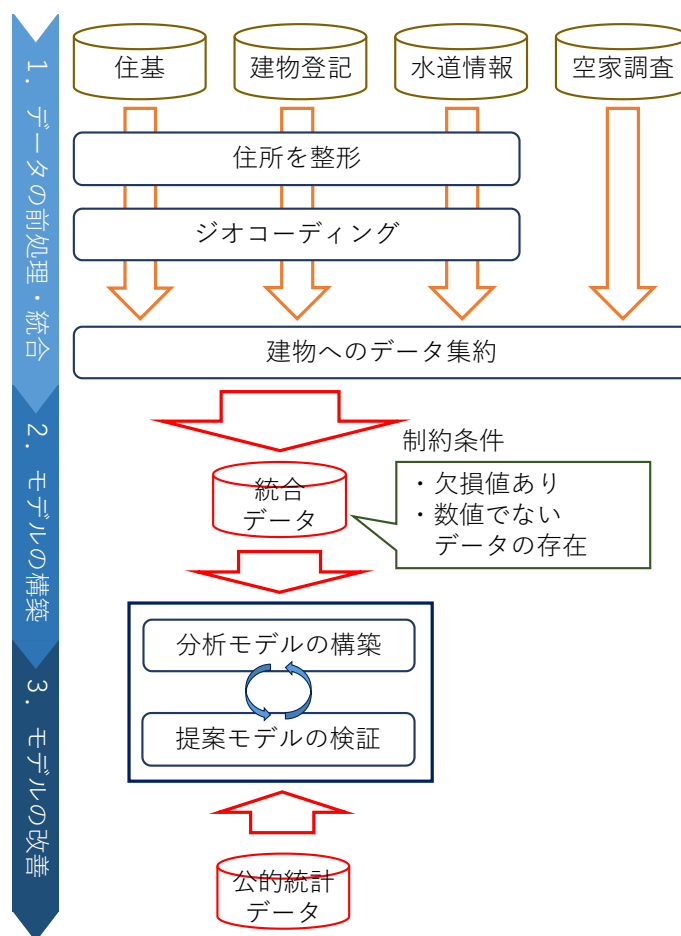 1. データの前処理・統合
2. モデルの構築
3. モデルの改善
住基
建物登記
水道情報
空家調査
住所を整形
ジオコーディング
建物へのデータ集約
制約条件
・欠損値あり
・数値でない
データの存在
統合
データ
分析モデルの構築
提案モデルの検証
公的統計
データ